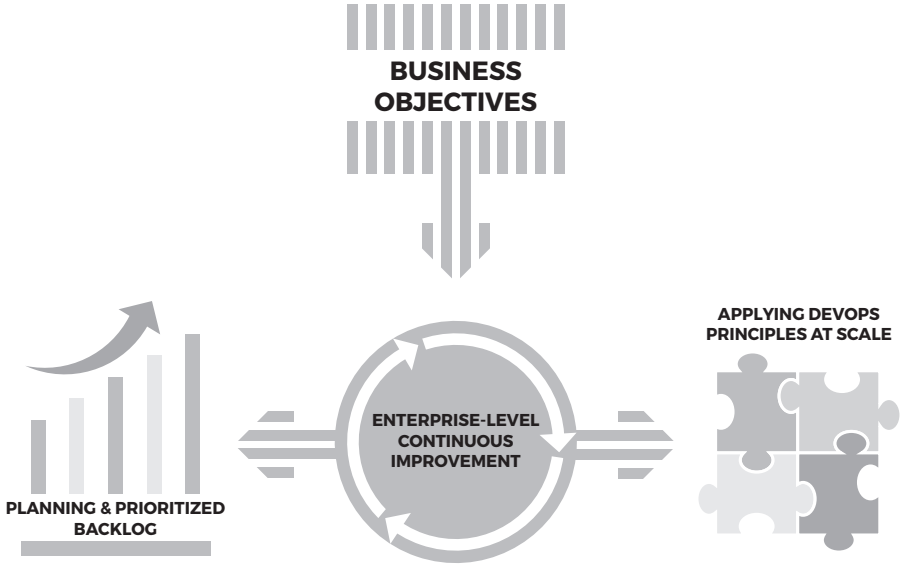 BUSINESS
OBJECTIVES
APPLYING DEVOPS
PRINCIPLES AT SCALE
ENTERPRISE-LEVEL
CONTINUOUS
IMPROVEMENT
PLANNING & PRIORITIZED
BACKLOG